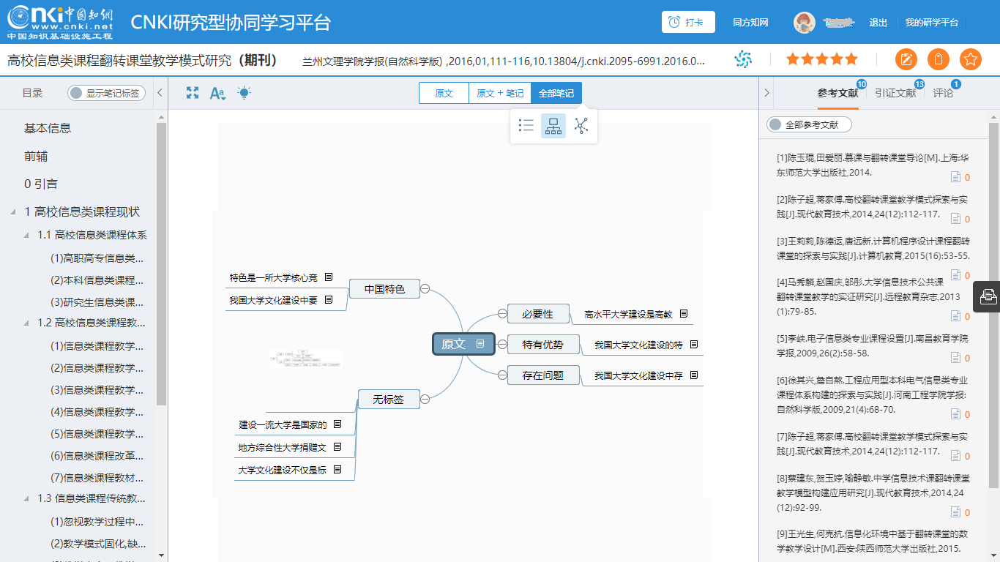 cnki中国知网
www.cnki.net
中国知识基础设施工程
CNKI研究型协同学习平台
打卡
同方知网
退出
我的研学平台
高校信息类课程翻转课堂教学模式研究（期刊）
兰州文理学院学报(自然科学版) ,2016,01,111-116,10.13804/j.cnki.2095-6991.2016.0...
目录
显示笔记标签
Aa
原文
原文 + 笔记
全部笔记
参考文献 10
引证文献 13
评论 1
基本信息
前辅
0 引言
1 高校信息类课程现状
1.1 高校信息类课程体系
(1)高职高专信息类...
(2)本科信息类课程...
(3)研究生信息类课...
1.2 高校信息类课程教...
(1)信息类课程教学...
(2)信息类课程教学...
(3)信息类课程教学...
(4)信息类课程教学...
(5)信息类课程教学...
(6)信息类课程改革...
(7)信息类课程教材...
1.3 信息类课程传统教...
(1)忽视教学过程中...
(2)教学模式固化,缺...
特色是一所大学核心竞
我国大学文化建设中要
中国特色
原文
必要性
高水平大学建设是高教
特有优势
我国大学文化建设的特
存在问题
我国大学文化建设中存
无标签
建设一流大学是国家的
地方综合性大学捐赠文
大学文化建设不仅是标
全部参考文献
[1]陈玉琨,田爱丽.慕课与翻转课堂导论[M].上海:华
东师范大学出版社,2014.
0
[2]陈子超,蒋家傅.高校翻转课堂教学模式探索与实
践[J].现代教育技术,2014,24(12):112-117.
0
[3]王莉莉,陈德运,唐远新.计算机程序设计课程翻转
课堂的探索与实践[J].计算机教育,2015(16):53-55.
0
[4]马秀麟,赵国庆,邬彤.大学信息技术公共课
翻转课堂教学的实证研究[J].远程教育杂志,2013
(1):79-85.
0
[5]李峡.电子信息类专业课程设置[J].南昌教育学院
学报,2009,26(2):58-58.
0
[6]徐其兴,詹自熬.工程应用型本科电气信息类专业
课程体系构建的探索与实践[J].河南工程学院学报:
自然科学版,2009,21(4):68-70.
0
[7]陈子超,蒋家傅.高校翻转课堂教学模式探索与实
践[J].现代教育技术,2014,24(12):112-117.
0
[8]蔡建东,贺玉婷,喻静敏.中学信息技术课翻转课堂
教学模型构建应用研究[J].现代教育技术,2014,24
(12):92-99.
0
[9]王光生,何克抗.信息化环境中基于翻转课堂的数
学教学设计[M].西安:陕西师范大学出版社,2015.